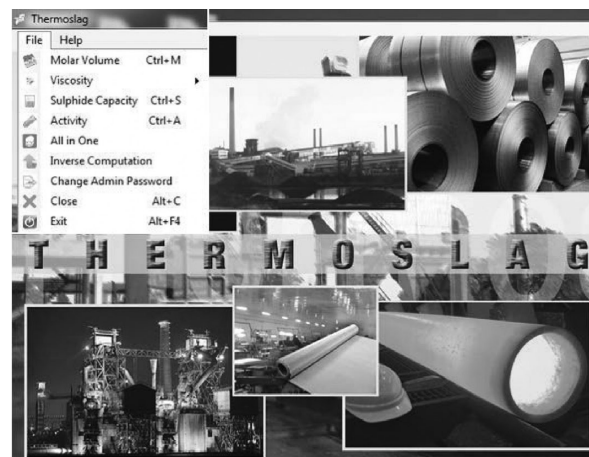 Thermoslag
File Help
Molar Volume Ctrl+M
Viscosity
Sulphide Capacity Ctrl+S
Activity Ctrl+A
All in One
Inverse Computation
Change Admin Password
Close Alt+C
Exit Alt+F4
THERMOSLAG